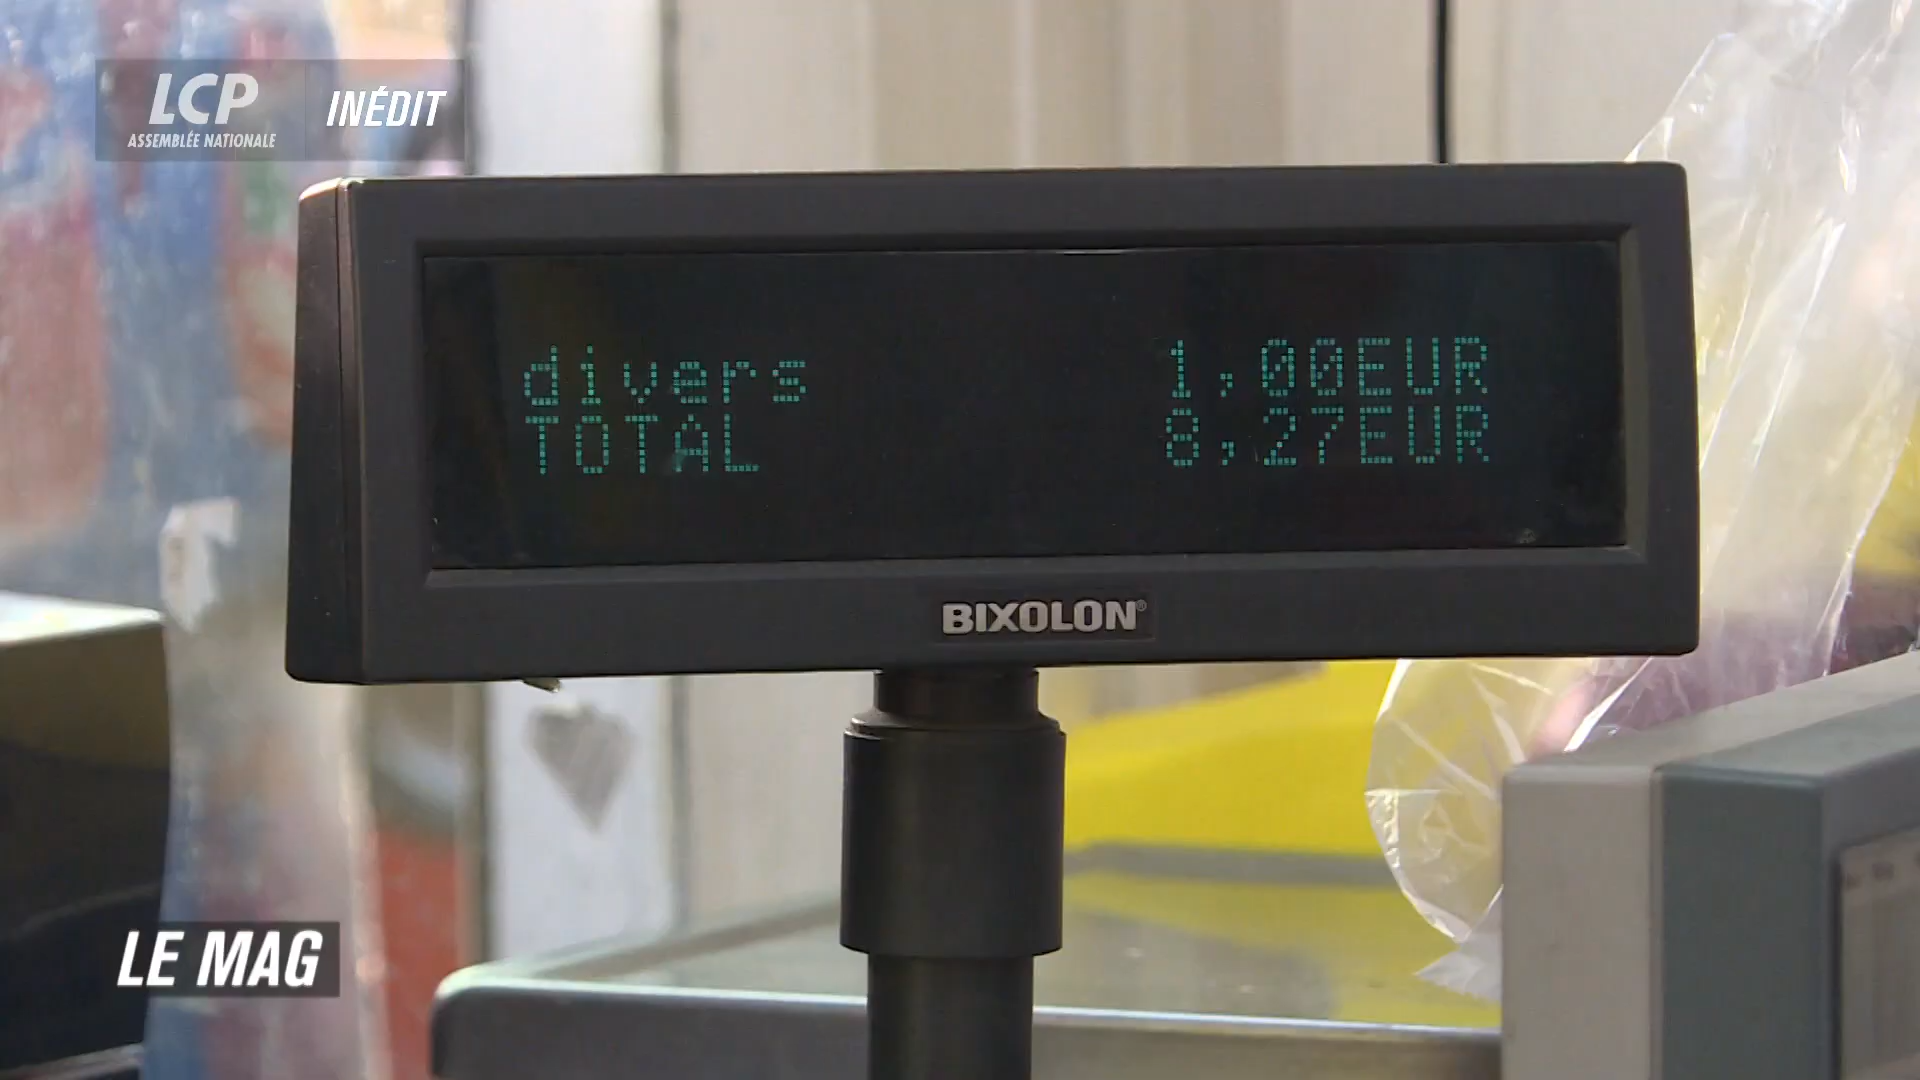 LCP
ASSEMBLÉE NATIONALE
INÉDIT
divers 1,00EUR
TOTAL 8,27EUR
BIXOLON®
LE MAG